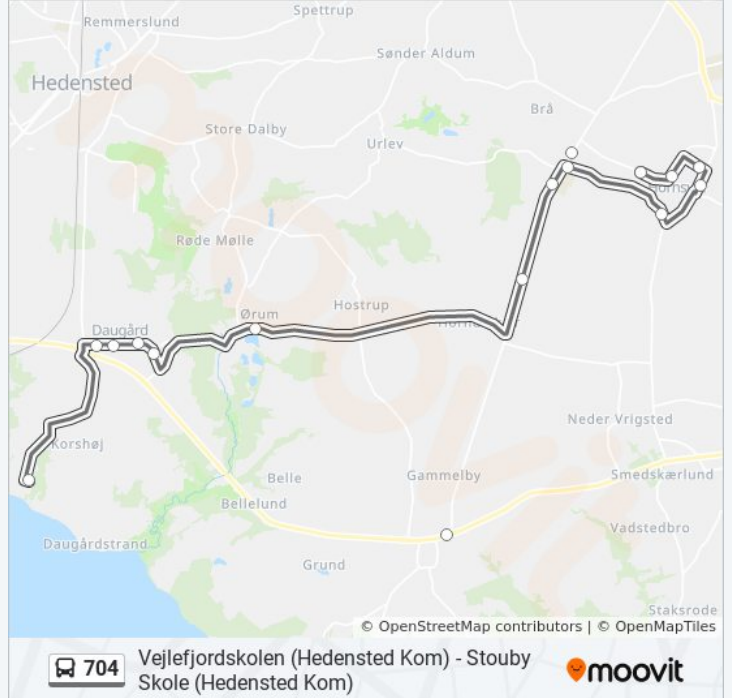 Spettrup
Remmerslund
Sønder Aldum
Hedensted
Brå
Store Dalby
Urlev
Røde Mølle
Hostrup
Ørum
Daugård
Neder Vrigsted
Korshøj
Belle
Gammelby
Smedskærlund
Bellelund
Vadstedbro
Daugårdstrand
Grund
Staksrode
© OpenStreetMap contributors | © OpenMapTiles
704
Vejlefjordskolen (Hedensted Kom) - Stouby
Skole (Hedensted Kom)
moovit